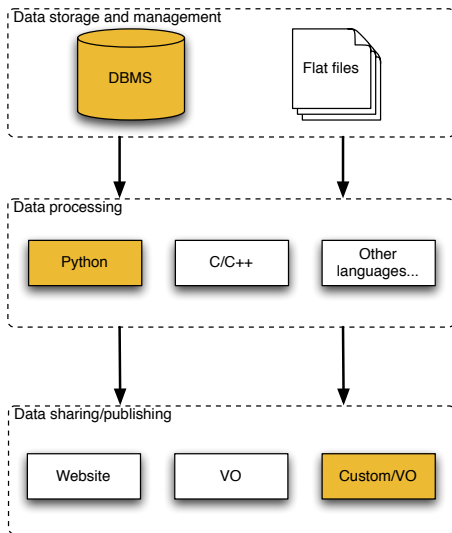 Data storage and management
DBMS
Flat files
Data processing
Python
C/C++
Other
languages...
Data sharing/publishing
Website
VO
Custom/VO